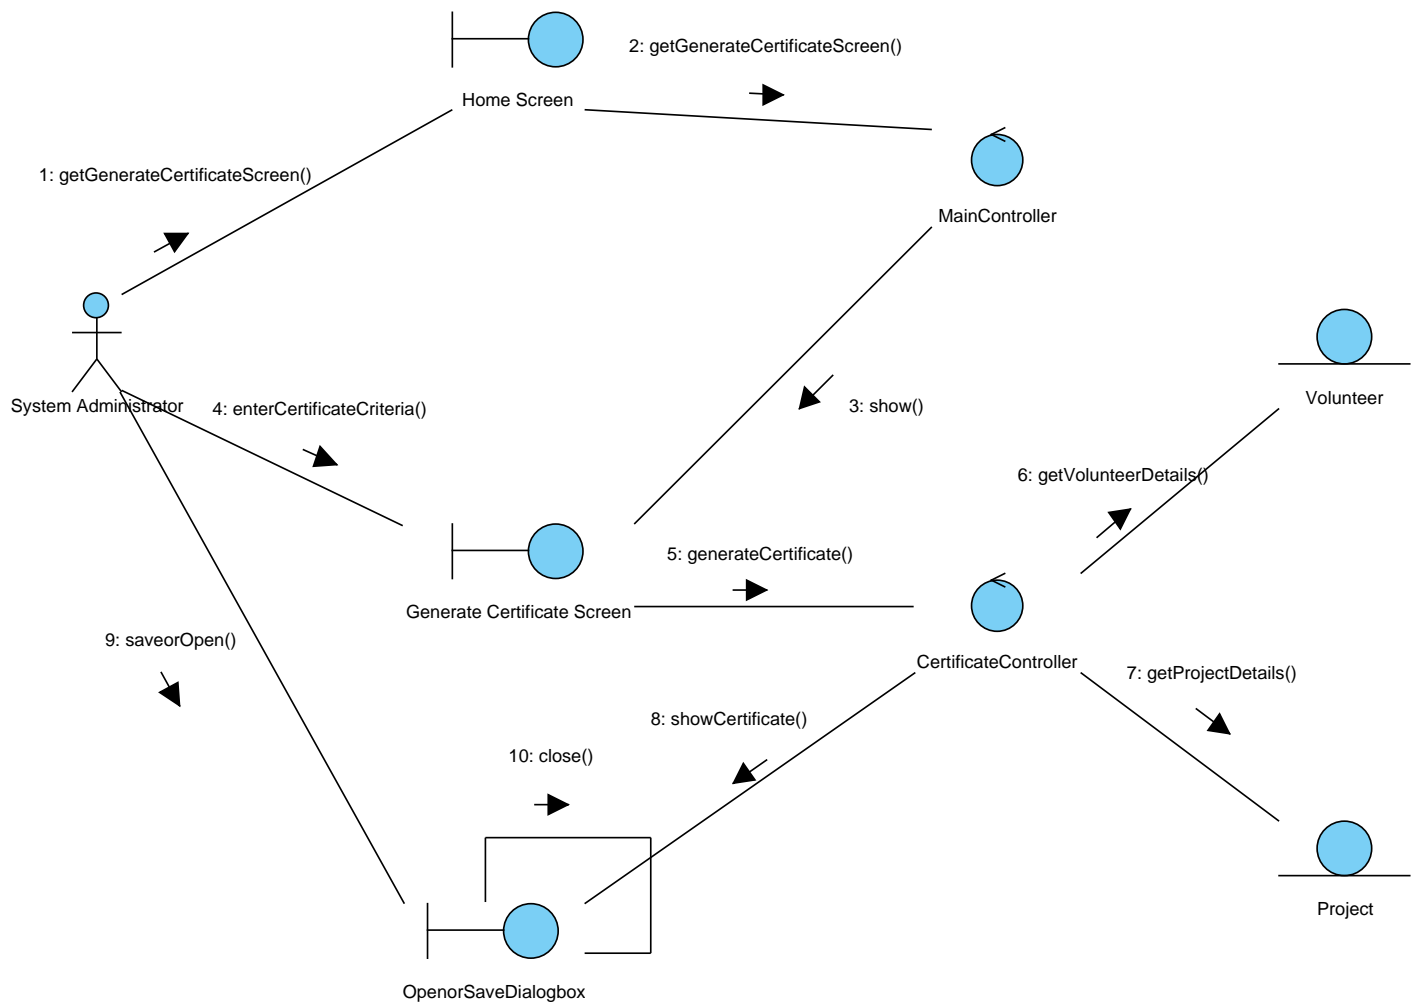 2: getGenerateCertificateScreen()
Home Screen
1: getGenerateCertificateScreen()
MainController
System Administrator
4: enterCertificateCriteria()
3: show()
Volunteer
6: getVolunteerDetails()
5: generateCertificate()
Generate Certificate Screen
9: saveorOpen()
CertificateController
7: getProjectDetails()
8: showCertificate()
10: close()
Project
OpenorSaveDialogbox